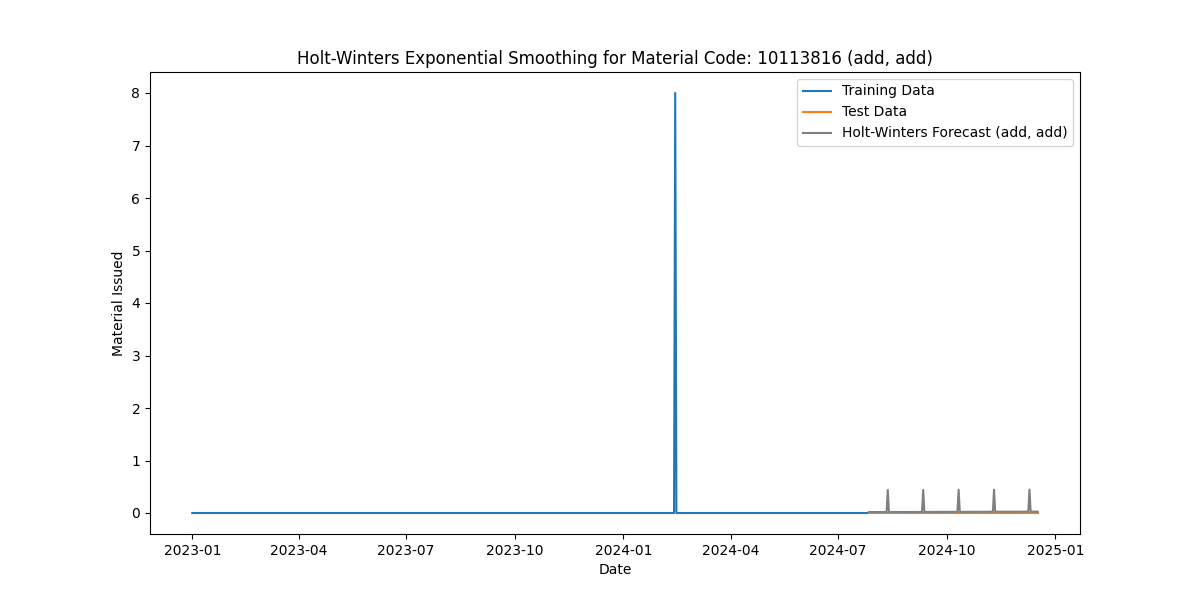 Holt-Winters Exponential Smoothing for Material Code: 10113816 (add, add)
Training Data
Test Data
Holt-Winters Forecast (add, add)
Material Issued
8
7
6
5
4
3
2
1
0
2023-01 2023-04 2023-07 2023-10 2024-01 2024-04 2024-07 2024-10 2025-01
Date